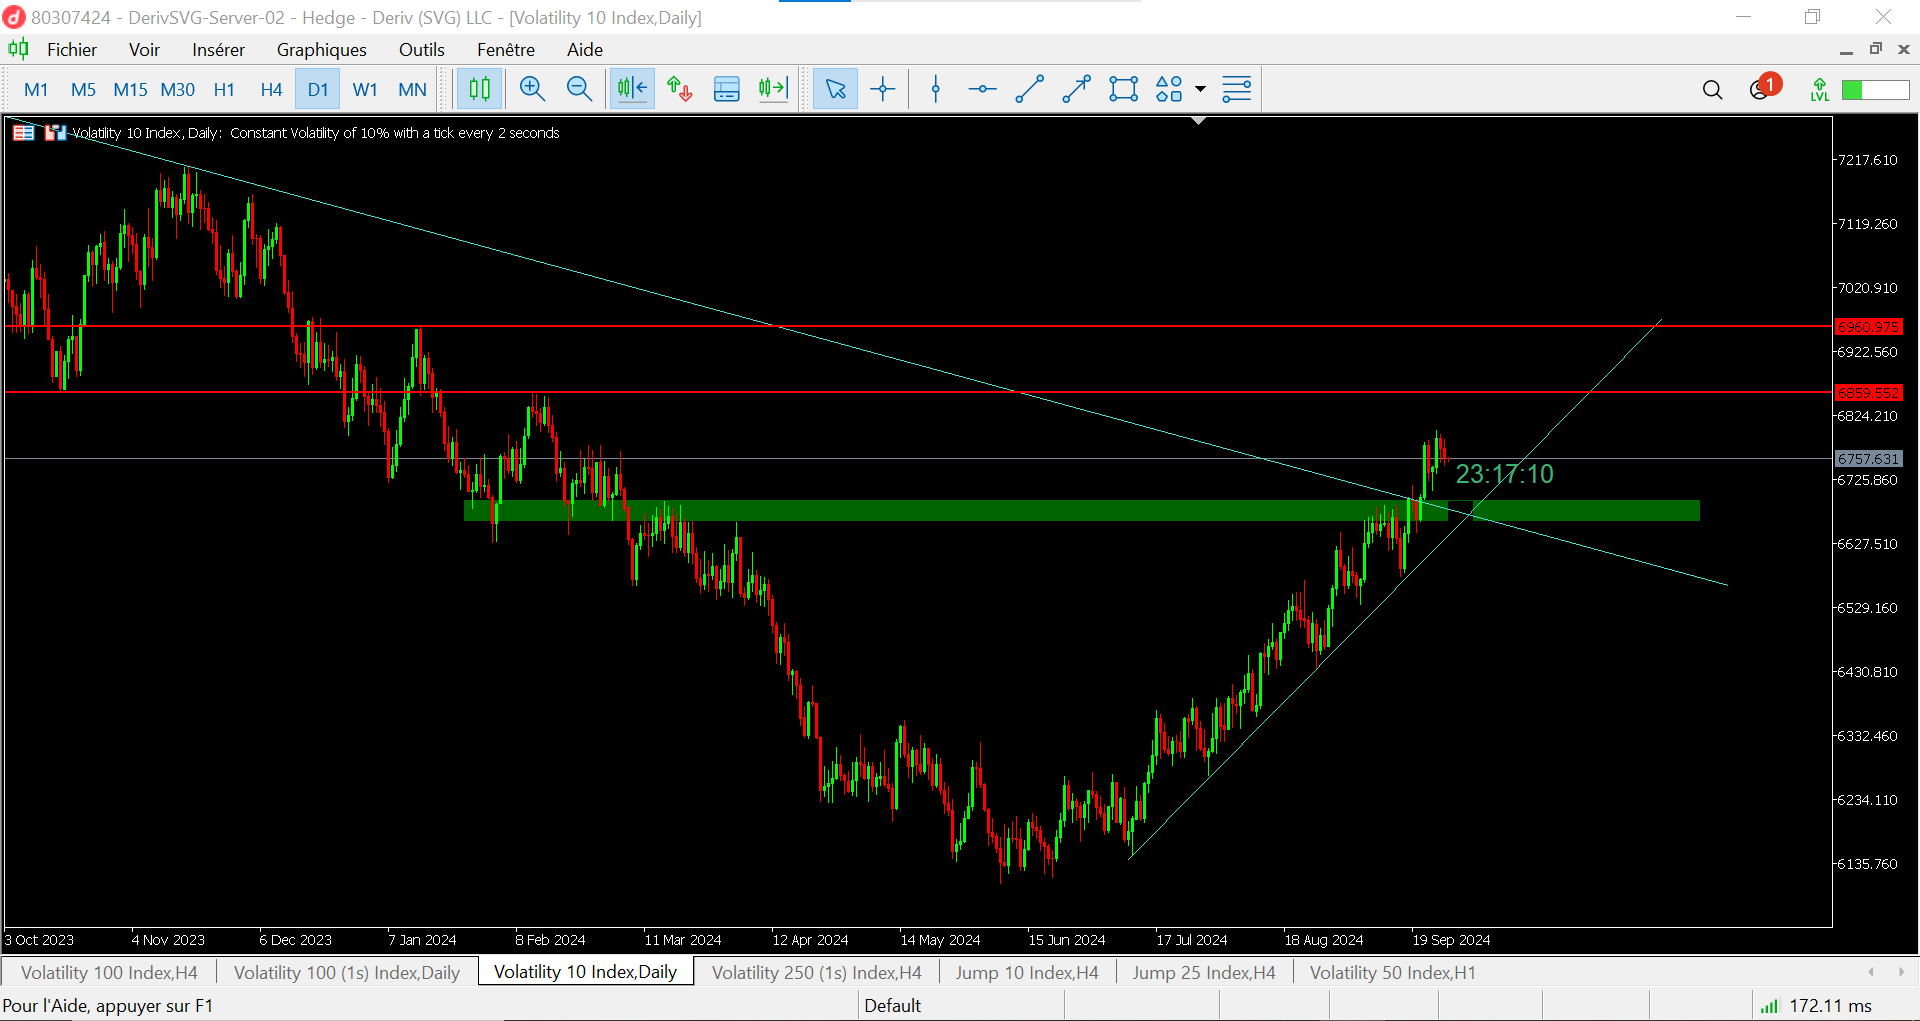 80307424 - DerivSVG-Server-02 - Hedge - Deriv (SVG) LLC - [Volatility 10 Index,Daily]
Fichier Voir Insérer Graphiques Outils Fenêtre Aide
M1 M5 M15 M30 H1 H4 D1 W1 MN 1 LVL
Volatility 10 Index, Daily: Constant Volatility of 10% with a tick every 2 seconds
7217.610
7119.260
7020.910
6960.975
6922.560
6859.552
6824.210
6757.631
23:17:10
6725.860
6627.510
6529.160
6430.810
6332.460
6234.110
6135.760
3 Oct 2023 4 Nov 2023 6 Dec 2023 7 Jan 2024 8 Feb 2024 11 Mar 2024 12 Apr 2024 14 May 2024 15 Jun 2024 17 Jul 2024 18 Aug 2024 19 Sep 2024
Volatility 100 Index,H4 Volatility 100 (1s) Index,Daily Volatility 10 Index,Daily Volatility 250 (1s) Index,H4 Jump 10 Index,H4 Jump 25 Index,H4 Volatility 50 Index,H1
Pour l'Aide, appuyer sur F1 Default 172.11 ms